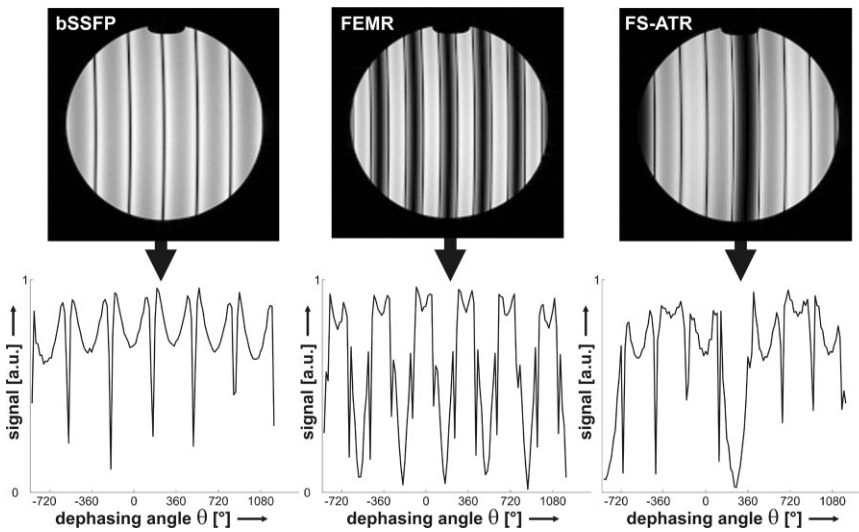 bSSFP
FEMR
FS-ATR
1
signal [a.u.]
0
-720 -360 0 360 720 1080
dephasing angle θ [°]
1
signal [a.u.]
0
-720 -360 0 360 720 1080
dephasing angle θ [°]
1
signal [a.u.]
0
-720 -360 0 360 720 1080
dephasing angle θ [°]